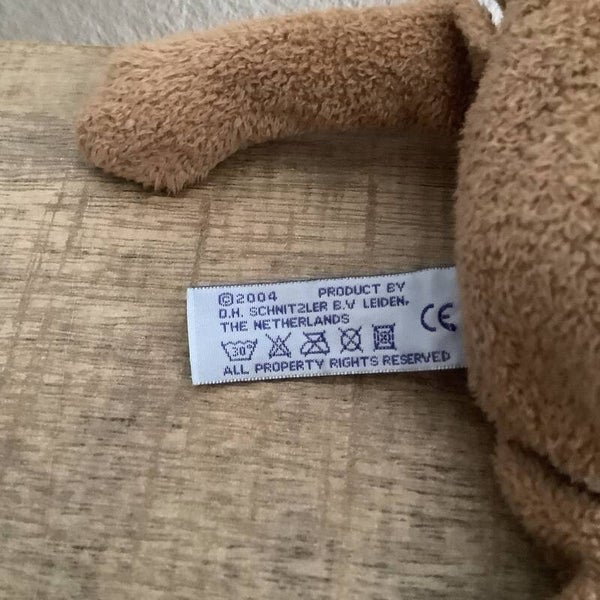 ©2004 PRODUCT BY
D.H. SCHNITZLER B.V LEIDEN,
THE NETHERLANDS
CE
30°
ALL PROPERTY RIGHTS RESERVED